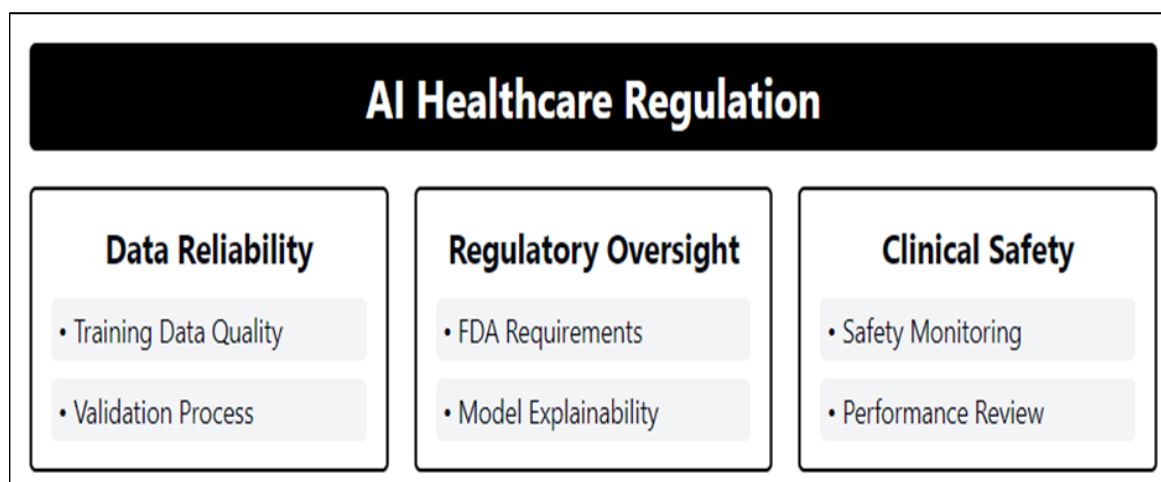 AI Healthcare Regulation
Data Reliability
• Training Data Quality
• Validation Process
Regulatory Oversight
• FDA Requirements
• Model Explainability
Clinical Safety
• Safety Monitoring
• Performance Review